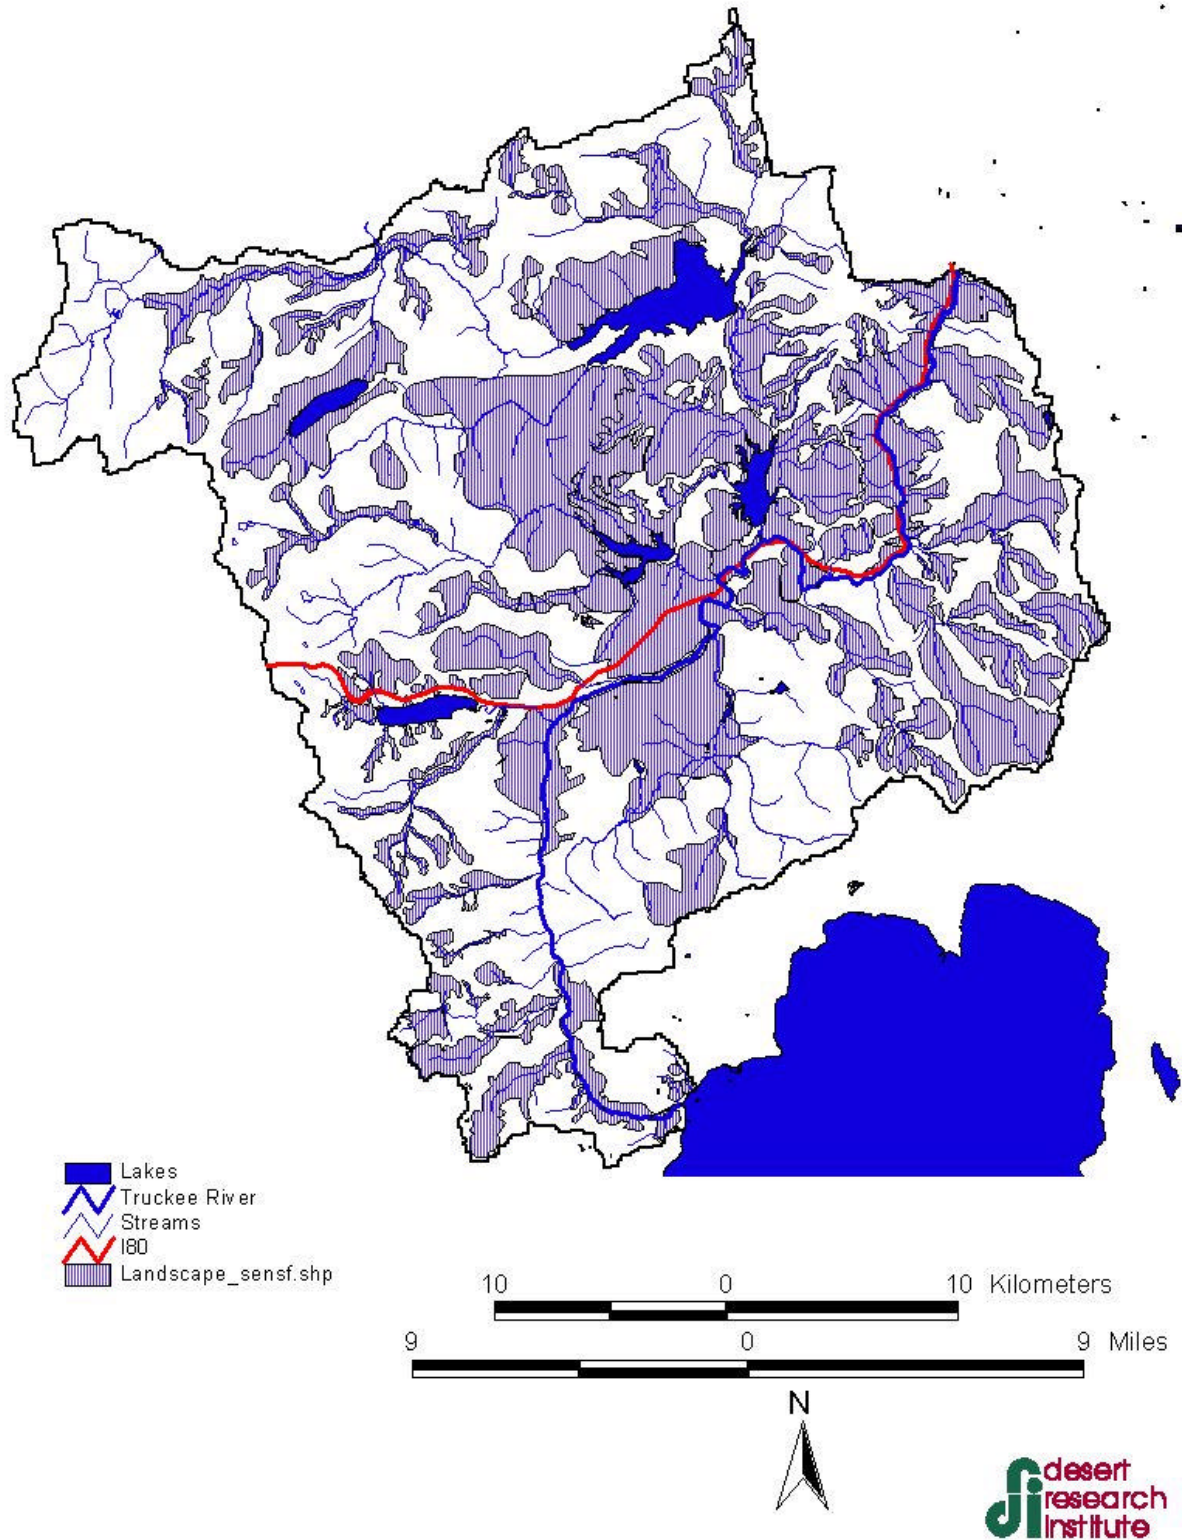 Lakes
Truckee River
Streams
I80
Landscape_sensf.shp
10 0 10 Kilometers
9 0 9 Miles
N
desert
research
institute